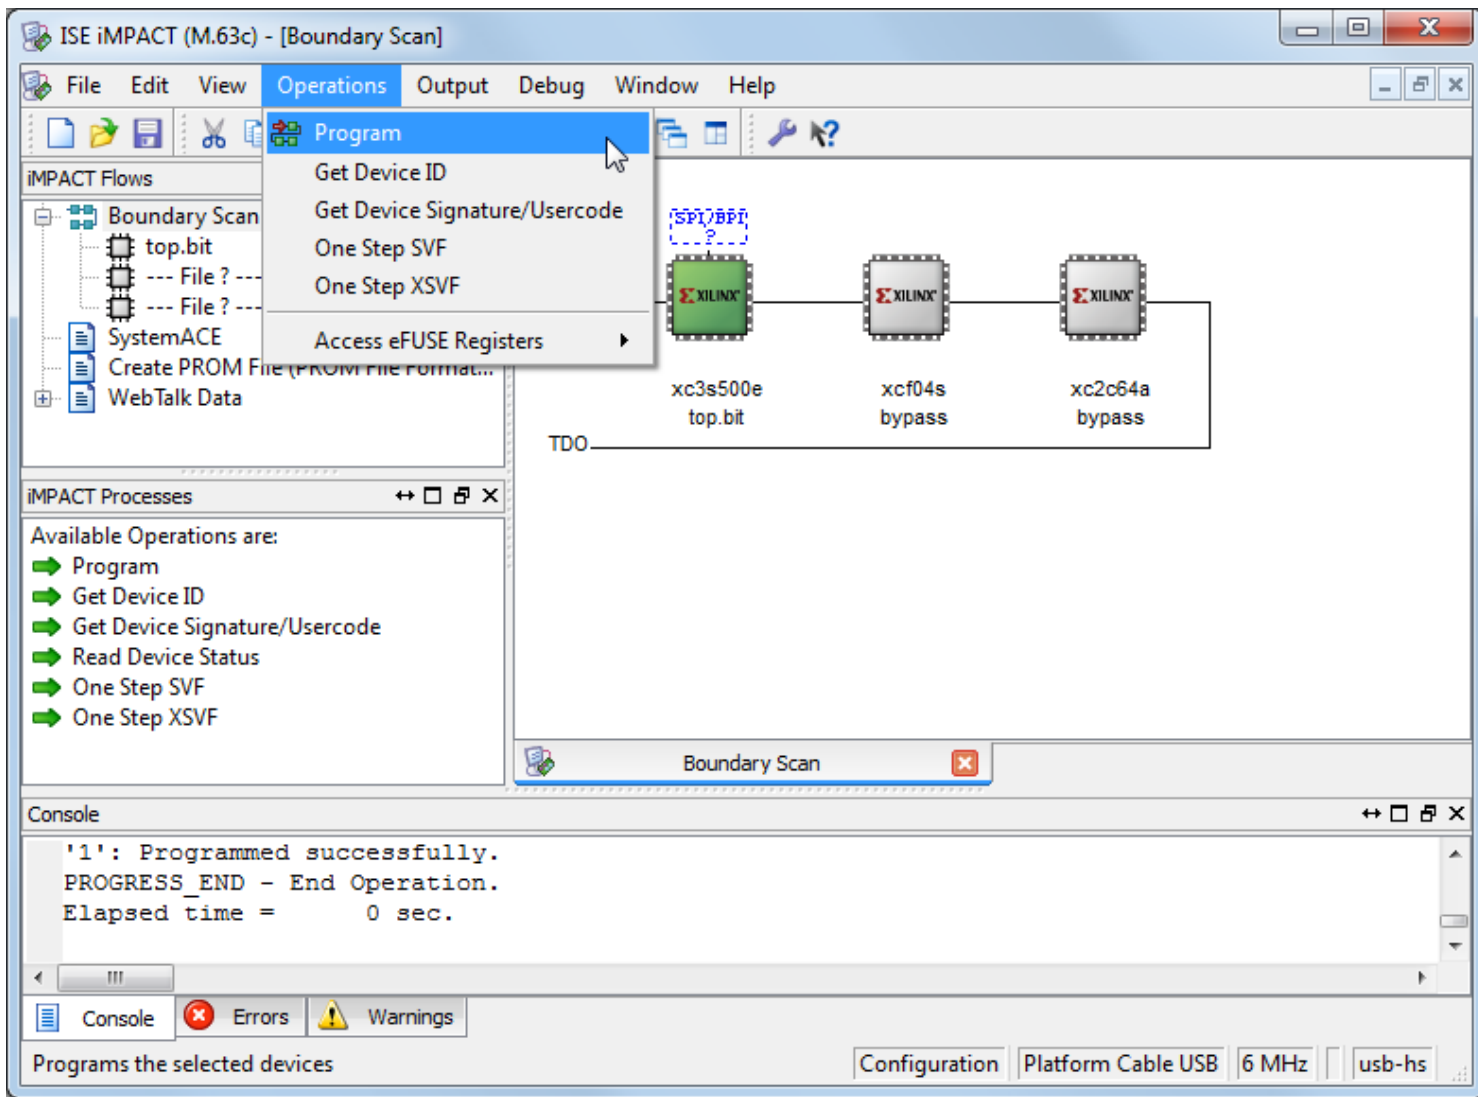 ISE iMPACT (M.63c) - [Boundary Scan]
File Edit View Operations Output Debug Window Help
Program
Get Device ID
Get Device Signature/Usercode
One Step SVF
One Step XSVF
Access eFUSE Registers
iMPACT Flows
Boundary Scan
top.bit
--- File ? ---
--- File ? ---
SystemACE
Create PROM File (PROM File Format...
WebTalk Data
SPI/BPI
?
XILINX XILINX XILINX
xc3s500e xcf04s xc2c64a
top.bit bypass bypass
TDO
iMPACT Processes
Available Operations are:
Program
Get Device ID
Get Device Signature/Usercode
Read Device Status
One Step SVF
One Step XSVF
Boundary Scan
Console
'1': Programmed successfully.
PROGRESS_END - End Operation.
Elapsed time = 0 sec.
Console Errors Warnings
Programs the selected devices Configuration Platform Cable USB 6 MHz usb-hs